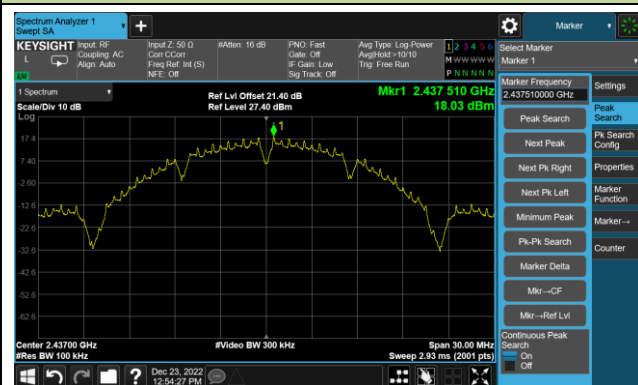 Spectrum Analyzer 1
Swept SA
Marker
KEYSIGHT
L
Input: RF
Coupling: AC
Align: Auto
Input Z: 50 Ω
Corr CCorr
Freq Ref: Int (S)
NFE: Off
#Atten: 16 dB
PNO: Fast
Gate: Off
IF Gain: Low
Sig Track: Off
Avg Type: Log-Power
Avg|Hold:>10/10
Trig: Free Run
1 2 3 4 5 6
M W W W W W
P N N N N N
Select Marker
Marker 1
1 Spectrum
Scale/Div 10 dB
Log
Ref Lvl Offset 21.40 dB
Ref Level 27.40 dBm
Mkr1 2.437 510 GHz
18.03 dBm
1
17.4
7.40
-2.60
-12.6
-22.6
-32.6
-42.6
-52.6
-62.6
Center 2.43700 GHz
#Res BW 100 kHz
#Video BW 300 kHz
Span 30.00 MHz
Sweep 2.93 ms (2001 pts)
Marker Frequency
2.437510000 GHz
Peak Search
Next Peak
Next Pk Right
Next Pk Left
Minimum Peak
Pk-Pk Search
Marker Delta
Mkr→CF
Mkr→Ref Lvl
Continuous Peak
Search
On
Off
Settings
Peak
Search
Pk Search
Config
Properties
Marker
Function
Marker→
Counter
Dec 23, 2022
12:54:27 PM